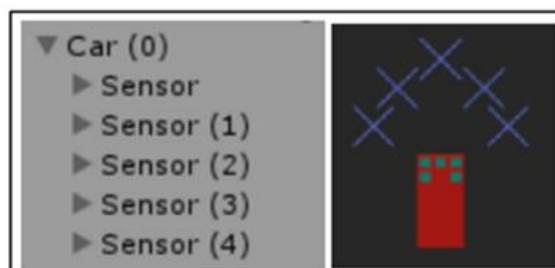 Car (0)
Sensor
Sensor (1)
Sensor (2)
Sensor (3)
Sensor (4)